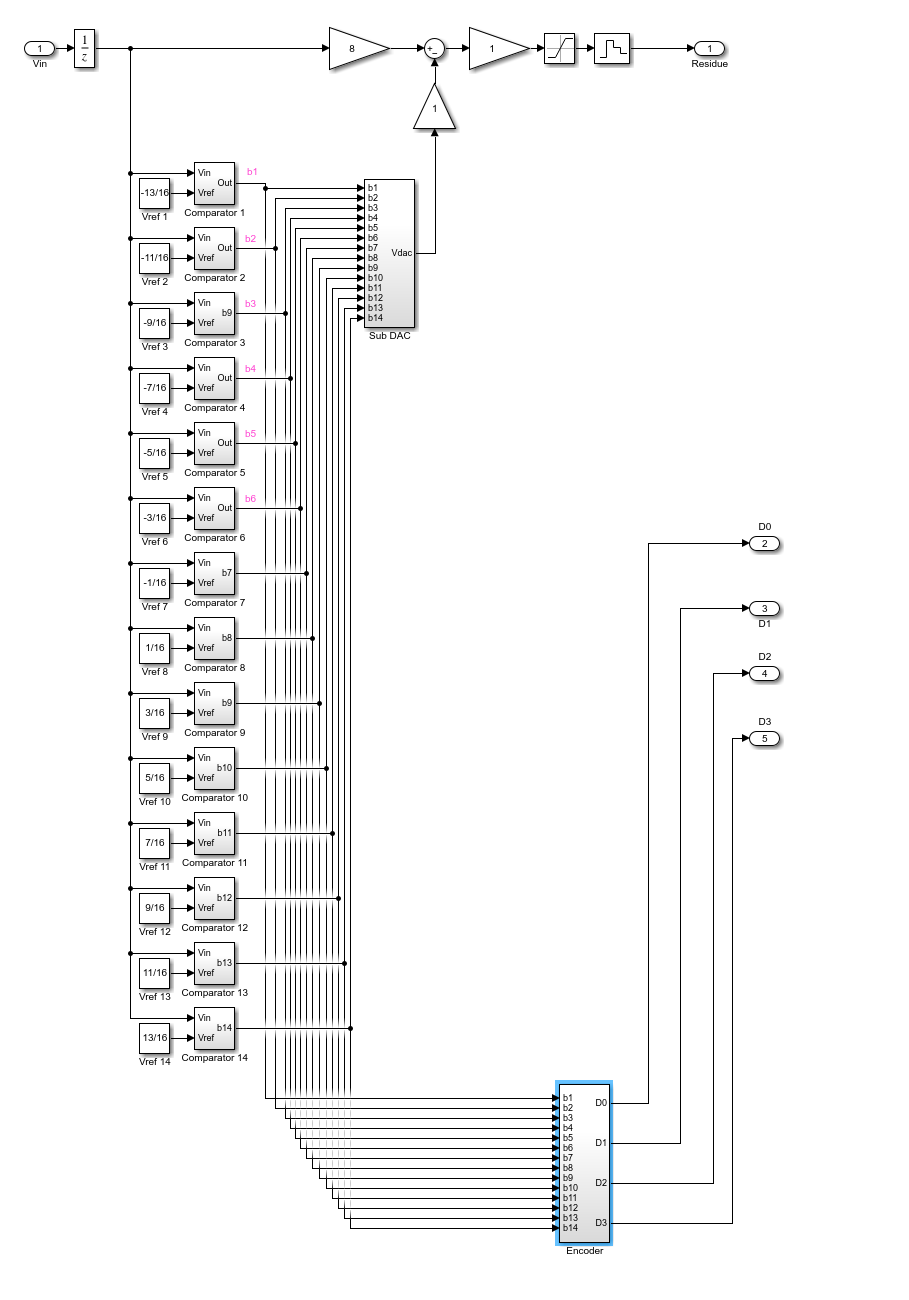 1
Vin
1
z
8
+
_
1
1
Residue
1
b1
Vin
Vref
Out
-13/16
Vref 1
Comparator 1
b1
b2
b3
b4
b5
b6
b7
b8
b9
b10
b11
b12
b13
b14
Vdac
Sub DAC
b2
Vin
Vref
Out
-11/16
Vref 2
Comparator 2
b3
Vin
Vref
b9
-9/16
Vref 3
Comparator 3
b4
Vin
Vref
Out
-7/16
Vref 4
Comparator 4
b5
Vin
Vref
Out
-5/16
Vref 5
Comparator 5
b6
Vin
Vref
Out
-3/16
Vref 6
Comparator 6
Vin
Vref
b7
-1/16
Vref 7
Comparator 7
Vin
Vref
b8
1/16
Vref 8
Comparator 8
Vin
Vref
b9
3/16
Vref 9
Comparator 9
Vin
Vref
b10
5/16
Vref 10
Comparator 10
Vin
Vref
b11
7/16
Vref 11
Comparator 11
Vin
Vref
b12
9/16
Vref 12
Comparator 12
Vin
Vref
b13
11/16
Vref 13
Comparator 13
Vin
Vref
b14
13/16
Vref 14
Comparator 14
D0
2
3
D1
D2
4
D3
5
b1
b2
b3
b4
b5
b6
b7
b8
b9
b10
b11
b12
b13
b14
D0
D1
D2
D3
Encoder